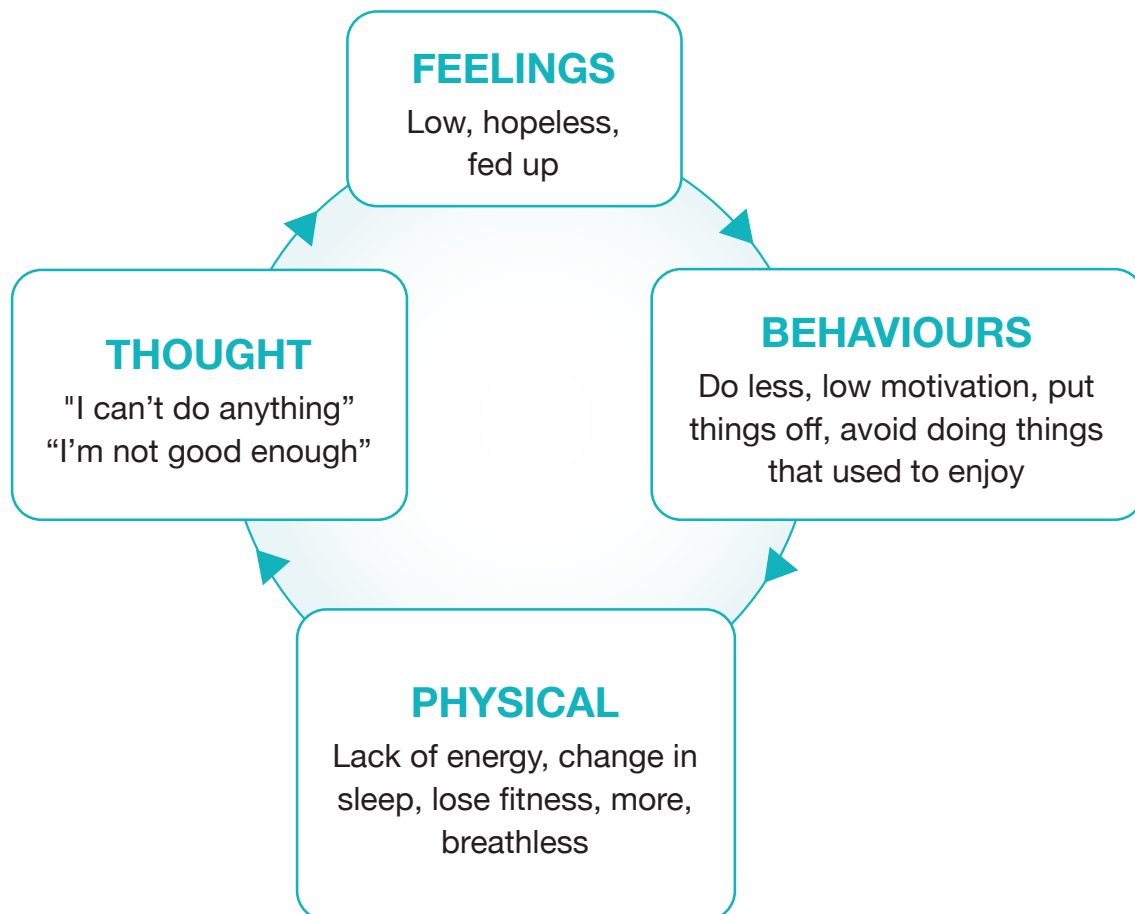 FEELINGS
Low, hopeless,
fed up
THOUGHT
"I can’t do anything”
“I’m not good enough”
BEHAVIOURS
Do less, low motivation, put
things off, avoid doing things
that used to enjoy
PHYSICAL
Lack of energy, change in
sleep, lose fitness, more,
breathless